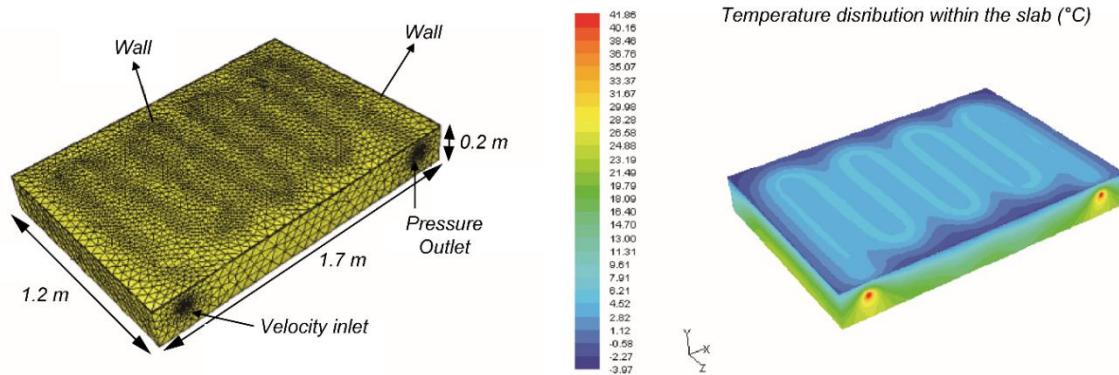 Wall
Wall
0.2 m
Pressure
Outlet
1.7 m
1.2 m
Velocity inlet
Temperature disribution within the slab (°C)
41.86
40.16
38.46
36.76
35.07
33.37
31.67
29.98
28.28
26.58
24.88
23.19
21.49
19.79
18.09
16.40
14.70
13.00
11.31
9.61
7.91
6.21
4.52
2.82
1.12
-0.58
-2.27
-3.97
Y
X
Z